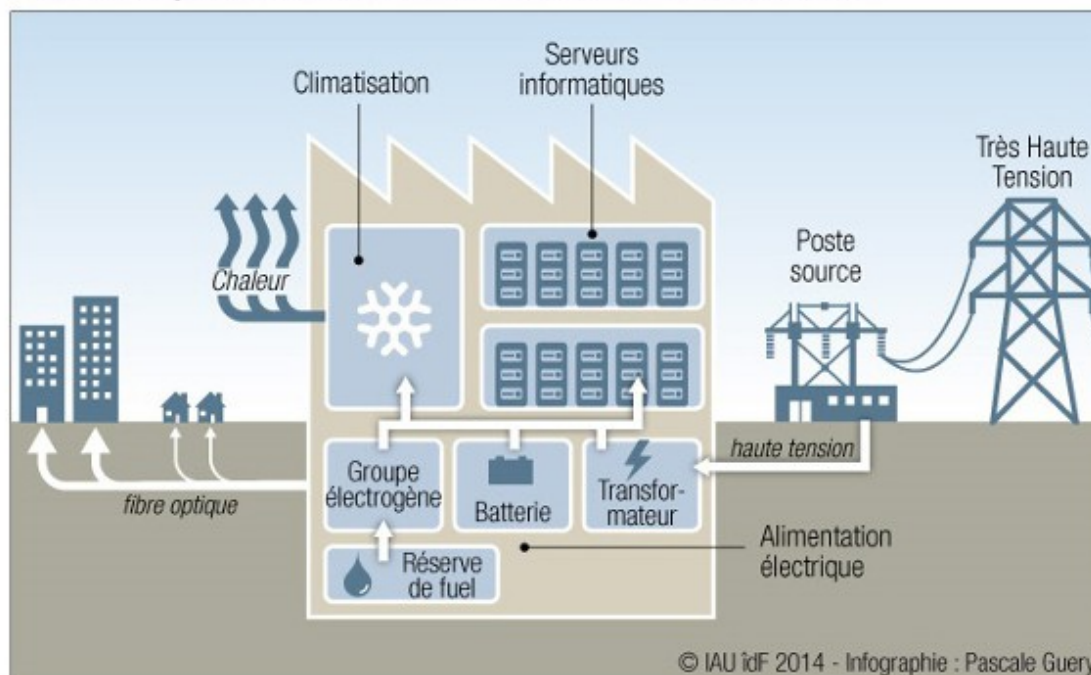 Serveurs
informatiques
Climatisation
Très Haute
Tension
Poste
source
Chaleur
haute tension
fibre optique
Groupe
électrogène
Batterie
Transfor-
mateur
Alimentation
électrique
Réserve
de fuel
© IAU îdF 2014 - Infographie : Pascale Guery